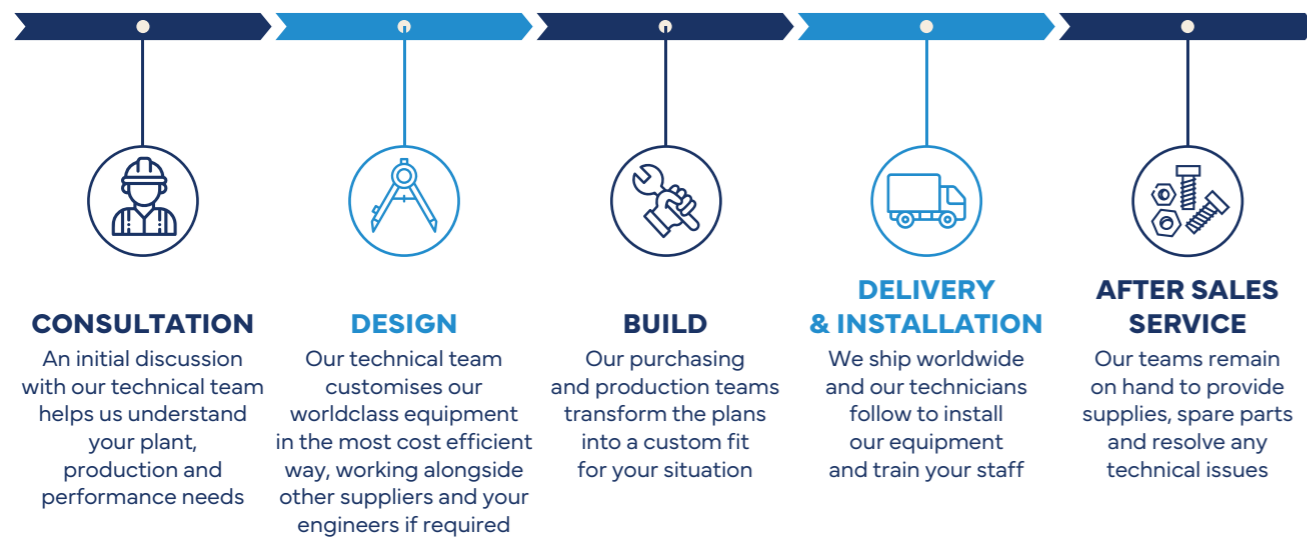 CONSULTATION
An initial discussion
with our technical team
helps us understand
your plant,
production and
performance needs
DESIGN
Our technical team
customises our
worldclass equipment
in the most cost efficient
way, working alongside
other suppliers and your
engineers if required
BUILD
Our purchasing
and production teams
transform the plans
into a custom fit
for your situation
DELIVERY
& INSTALLATION
We ship worldwide
and our technicians
follow to install
our equipment
and train your staff
AFTER SALES
SERVICE
Our teams remain
on hand to provide
supplies, spare parts
and resolve any
technical issues